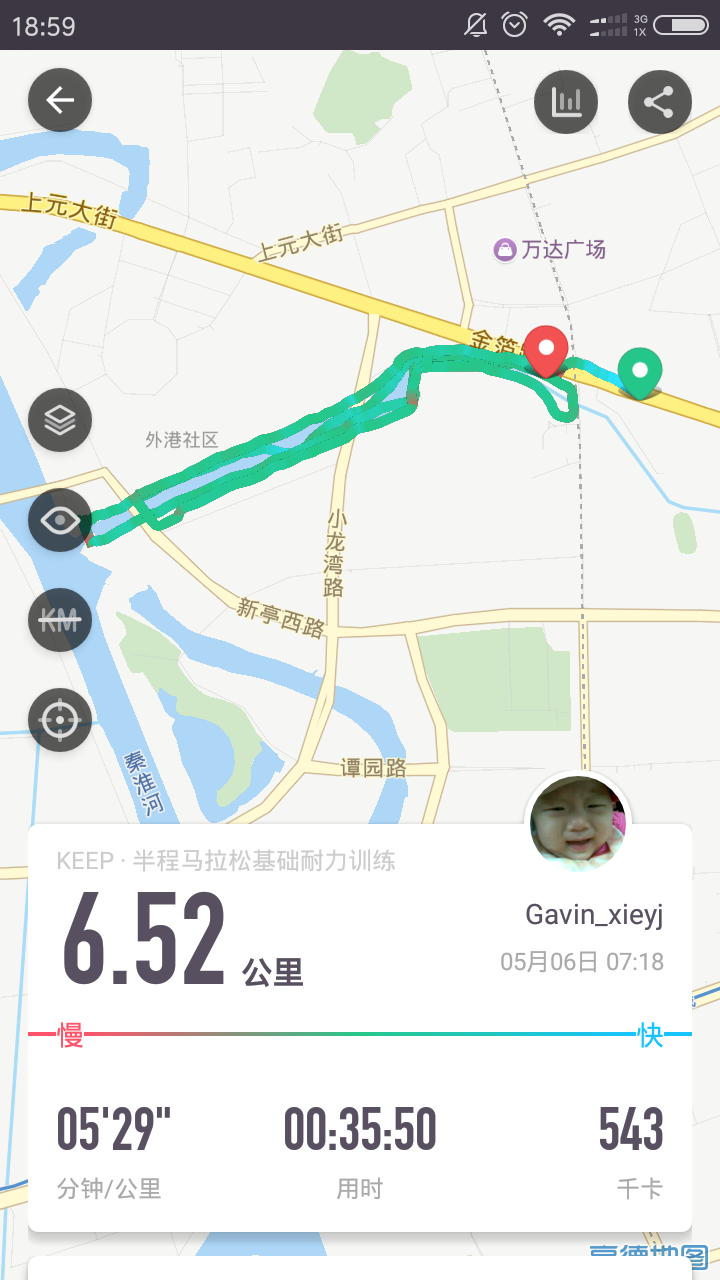 18:59
3G
1X
上元大街
上元大街
万达广场
金箔
外港社区
KM
小龙湾路
新亭西路
谭园路
秦淮河
KEEP · 半程马拉松基础耐力训练
6.52 公里
Gavin_xieyj
05月06日 07:18
慢
快
05'29"
00:35:50
543
分钟/公里
用时
千卡
高德地图